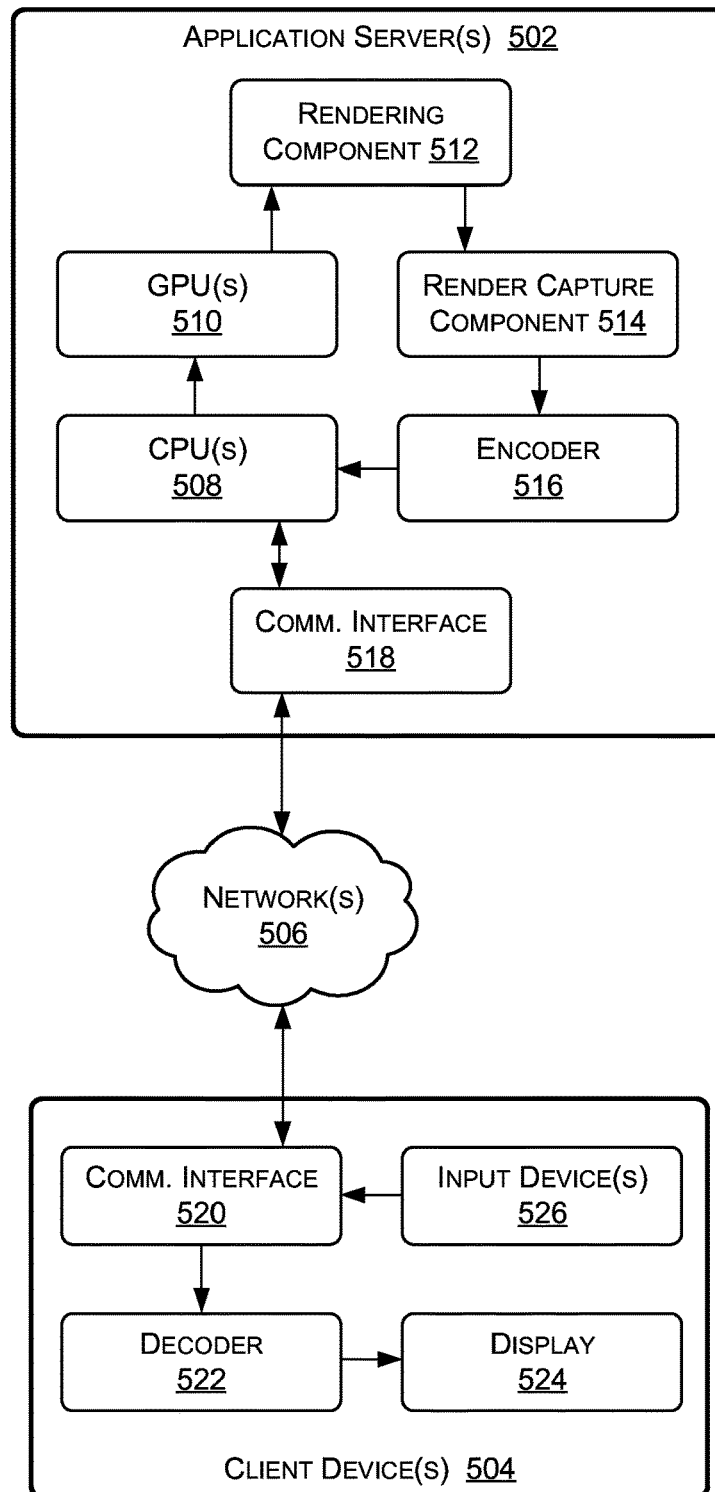 APPLICATION SERVER(S) 502
RENDERING
COMPONENT 512
GPU(S)
510
RENDER CAPTURE
COMPONENT 514
CPU(S)
508
ENCODER
516
COMM. INTERFACE
518
NETWORK(S)
506
COMM. INTERFACE
520
INPUT DEVICE(S)
526
DECODER
522
DISPLAY
524
CLIENT DEVICE(S) 504